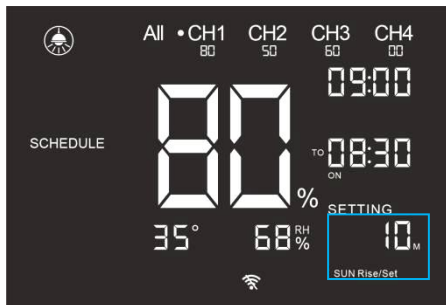 All • CH1 CH2 CH3 CH4
80 50 60 00
09:00
SCHEDULE
80%
TO 08:30
ON
SETTING
35° 68 RH %
10 M
SUN Rise/Set